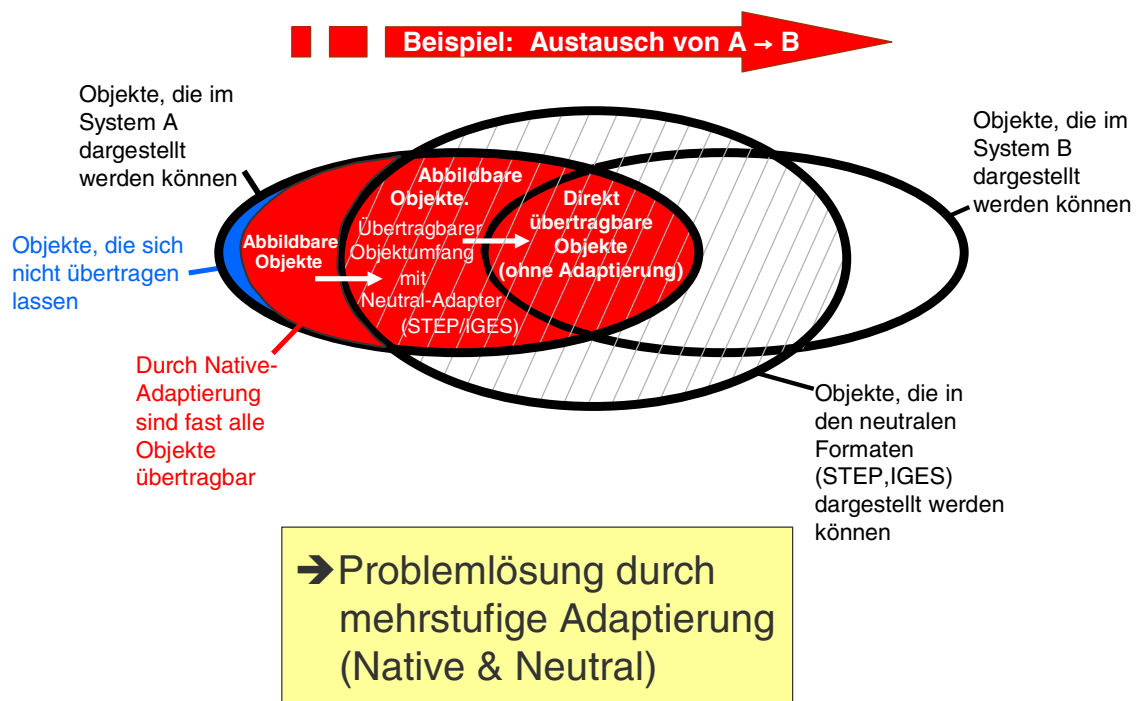 Beispiel: Austausch von A → B
Objekte, die im
System A
dargestellt
werden können
Objekte, die im
System B
dargestellt
werden können
Objekte, die sich
nicht übertragen
lassen
Abbildbare
Objekte
Abbildbare
Objekte.
Übertragbarer
Objektumfang
mit
Neutral-Adapter
(STEP/IGES)
Direkt
übertragbare
Objekte
(ohne Adaptierung)
Durch Native-
Adaptierung
sind fast alle
Objekte
übertragbar
Objekte, die in
den neutralen
Formaten
(STEP,IGES)
dargestellt werden
können
➔ Problemlösung durch
mehrstufige Adaptierung
(Native & Neutral)